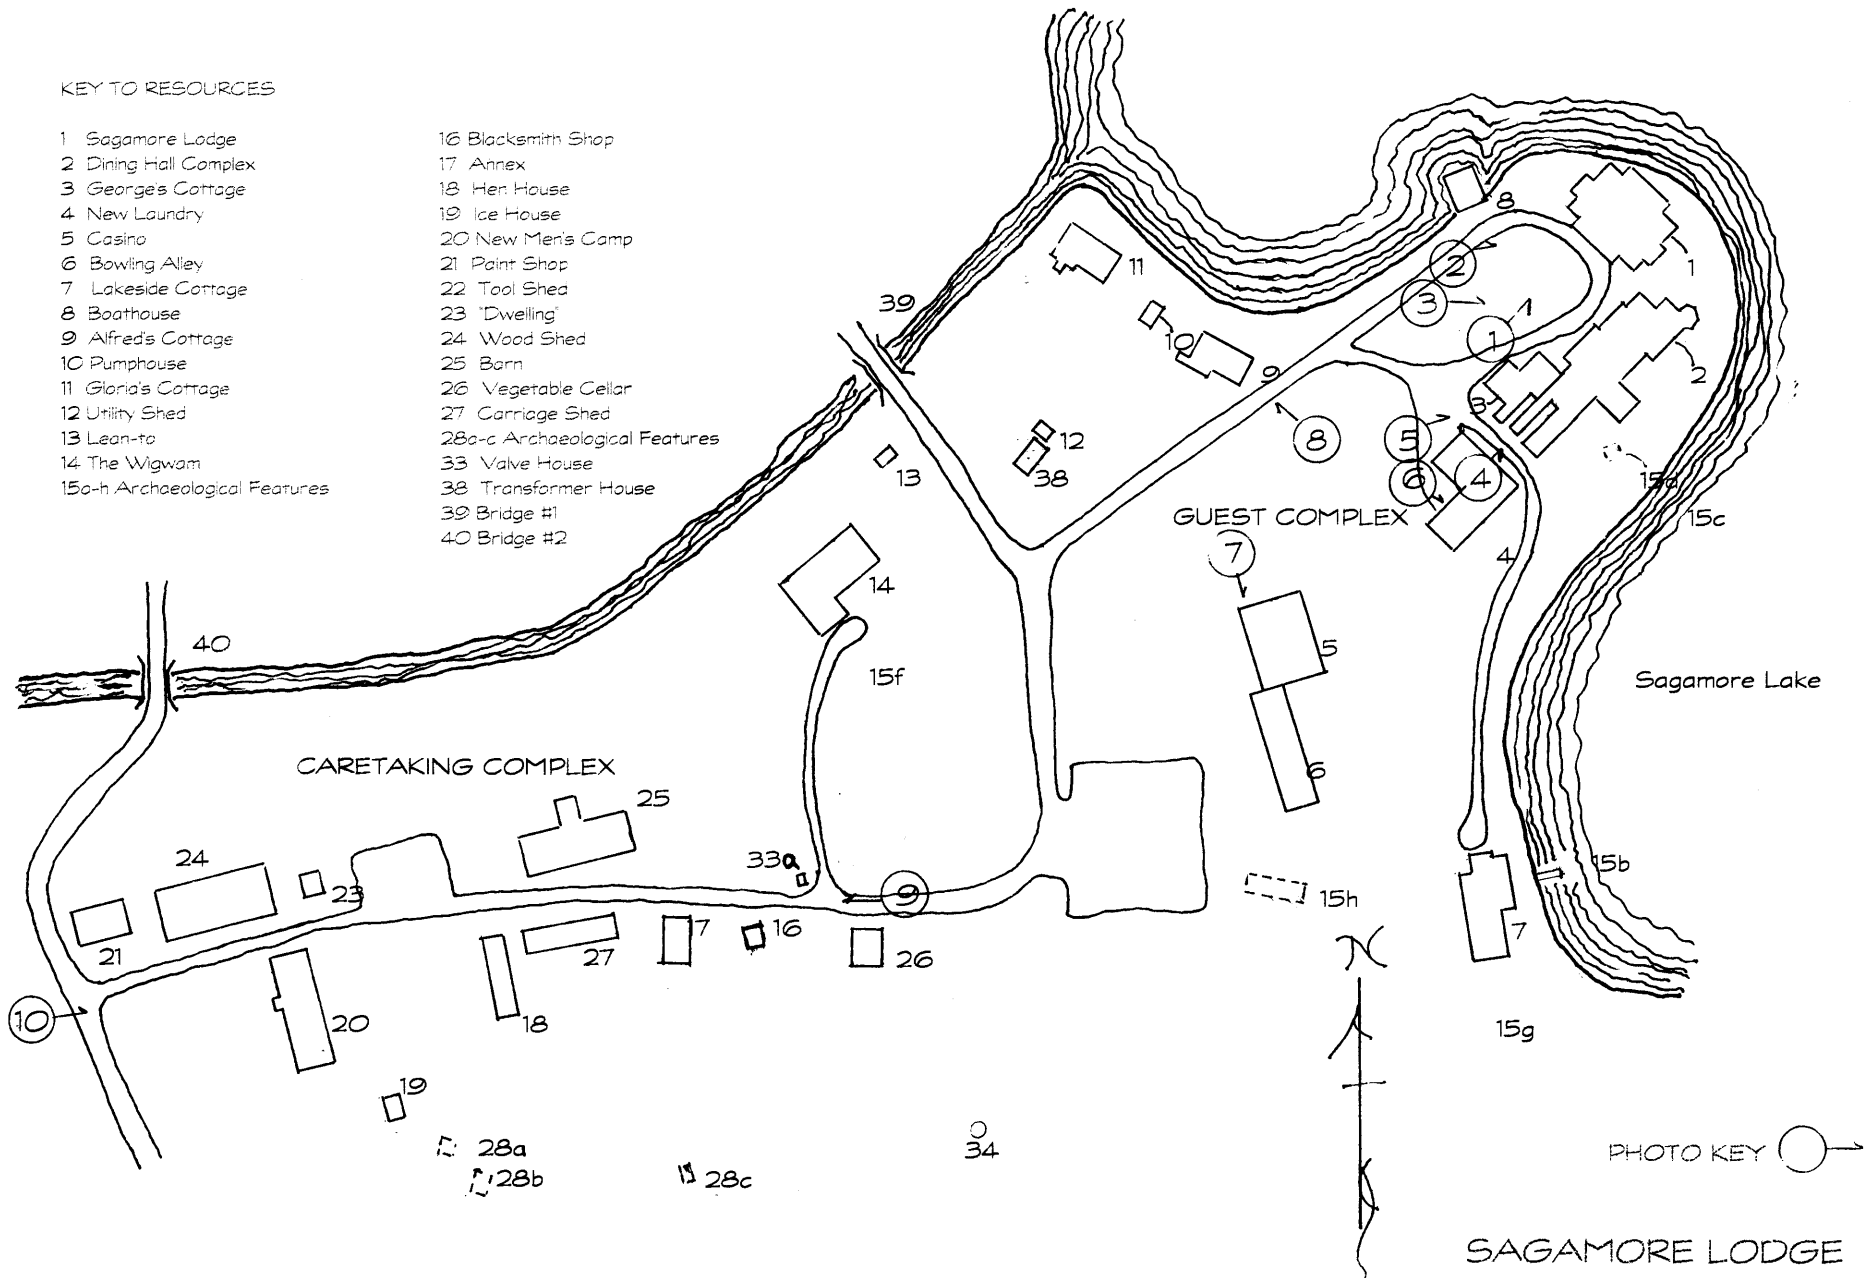 KEY TO RESOURCES
1 Sagamore Lodge
2 Dining Hall Complex
3 George's Cottage
4 New Laundry
5 Casino
6 Bowling Alley
7 Lakeside Cottage
8 Boathouse
9 Alfred's Cottage
10 Pumphouse
11 Gloria's Cottage
12 Utility Shed
13 Lean-to
14 The Wigwam
15a-h Archaeological Features
16 Blacksmith Shop
17 Annex
18 Hen House
19 Ice House
20 New Men's Camp
21 Paint Shop
22 Tool Shed
23 "Dwelling"
24 Wood Shed
25 Barn
26 Vegetable Cellar
27 Carriage Shed
28a-c Archaeological Features
33 Valve House
38 Transformer House
39 Bridge #1
40 Bridge #2
8
2
1
11
3
39
10
1
9
2
3
8
5
12
13
38
6
4
15d
15c
GUEST COMPLEX
7
4
14
40
5
15f
Sagamore Lake
CARETAKING COMPLEX
6
25
24
33a
15b
23
9
15h
17
16
7
21
27
26
10
20
18
15g
N
19
28a
34
28b
28c
PHOTO KEY
SAGAMORE LODGE